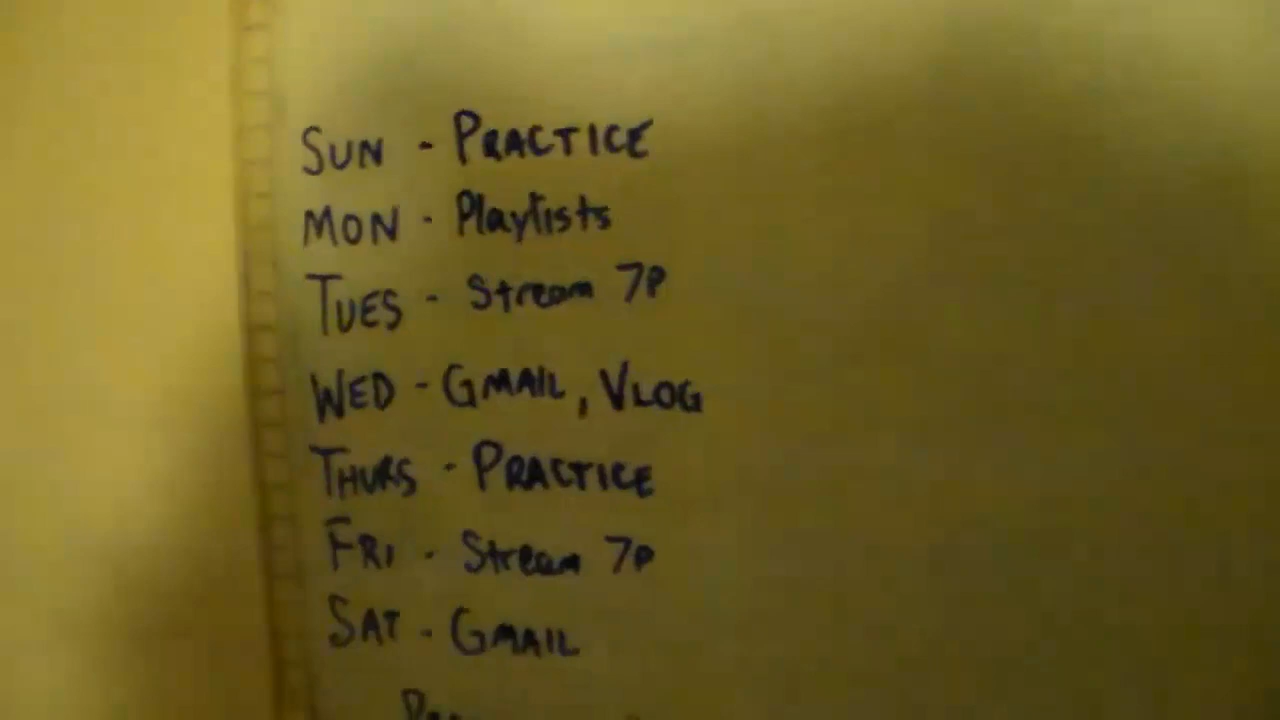 SUN - PRACTICE
MON - Playlists
TUES - Stream 7P
WED - GMAIL, VLOG
THURS - PRACTICE
FRI - Stream 7P
SAT - GMAIL